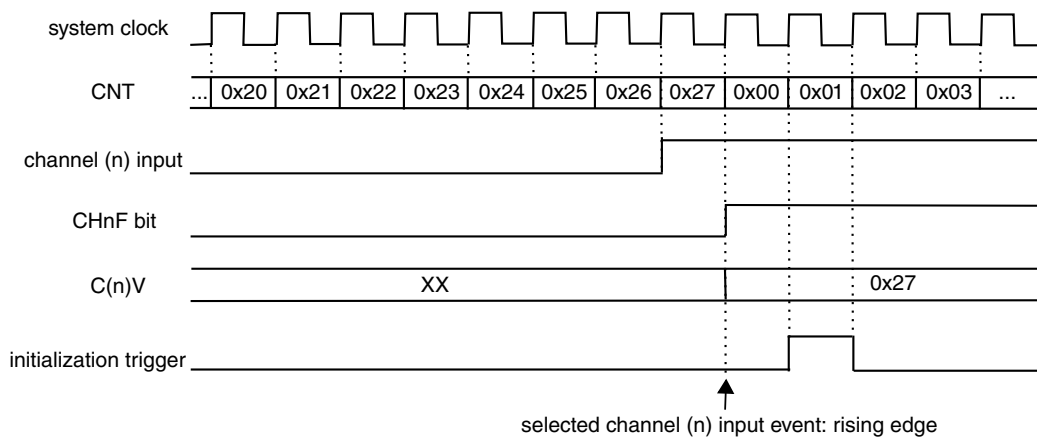 system clock
CNT ... 0x20 0x21 0x22 0x23 0x24 0x25 0x26 0x27 0x00 0x01 0x02 0x03 ...
channel (n) input
CHnF bit
C(n)V XX 0x27
initialization trigger
selected channel (n) input event: rising edge